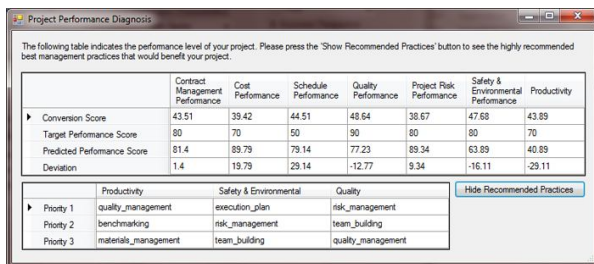 Project Performance Diagnosis
The following table indicates the performance level of your project. Please press the 'Show Recommended Practices' button to see the highly recommended
best management practices that would benefit your project.
Contract Management Performance Cost Performance Schedule Performance Quality Performance Project Risk Performance Safety & Environmental Performance Productivity
Conversion Score 43.51 39.42 44.51 48.64 38.67 47.68 43.89
Target Performance Score 80 70 50 90 80 80 70
Predicted Performance Score 81.4 89.79 79.14 77.23 89.34 63.89 40.89
Deviation 1.4 19.79 29.14 -12.77 9.34 -16.11 -29.11
Productivity Safety & Environmental Quality
Hide Recommended Practices
Priority 1 quality_management execution_plan risk_management
Priority 2 benchmarking risk_management team_building
Priority 3 materials_management team_building quality_management